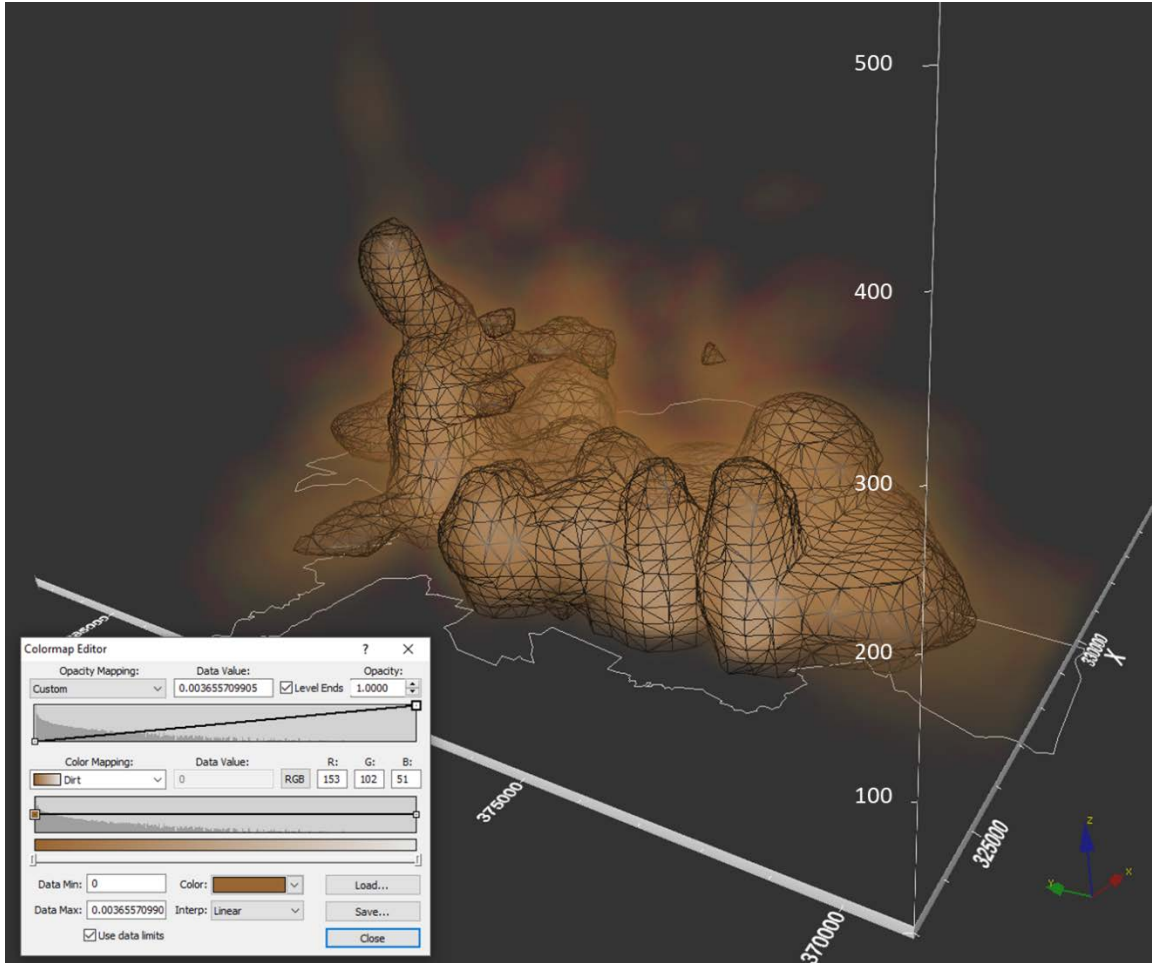 500
400
300
200
100
330000
X
325000
375000
370000
Z
X
Y
Colormap Editor ? X
Opacity Mapping: Data Value: Opacity:
Custom 0.003655709905 Level Ends 1.0000
Color Mapping: Data Value: R: G: B:
Dirt 0 RGB 153 102 51
Data Min: 0 Color: Load...
Data Max: 0.00365570990 Interp: Linear Save...
Use data limits Close